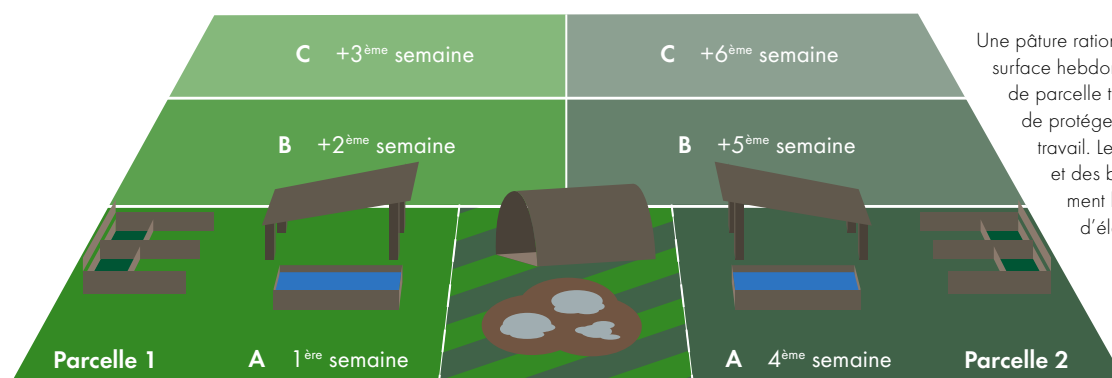 C +3ème semaine
C +6ème semaine
B +2ème semaine
B +5ème semaine
Parcelle 1
A 1ère semaine
A 4ème semaine
Parcelle 2
Une pâture ration
surface hebdo
de parcelle t
de protége
travail. Le
et des b
ment
d'él